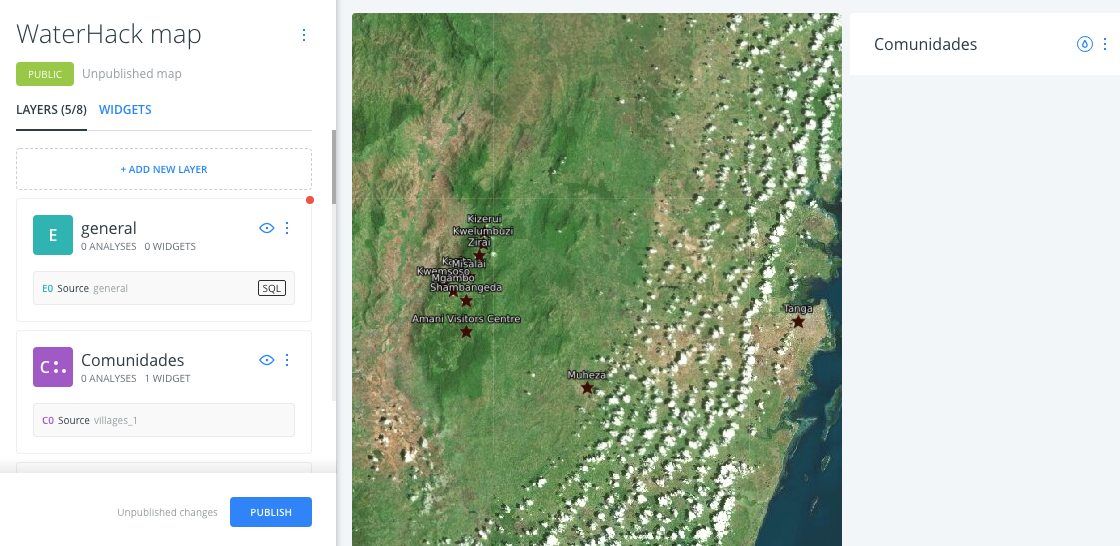 WaterHack map
PUBLIC Unpublished map
LAYERS (5/8) WIDGETS
+ ADD NEW LAYER
E general
0 ANALYSES 0 WIDGETS
E0 Source general SQL
C Comunidades
0 ANALYSES 1 WIDGET
C0 Source villages_1
Unpublished changes PUBLISH
Kizerui
Kwelumbuzi
Zirai
Misalai
Kwemsoso
Mgambo
Shambangeda
Amani Visitors Centre
Tanga
Muheza
Comunidades